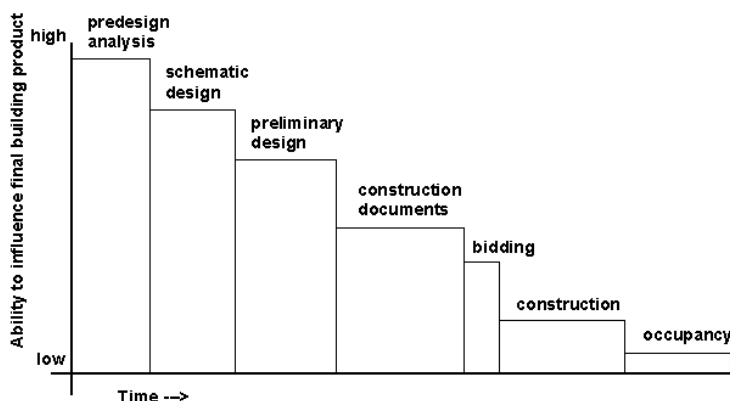 Ability to influence final building product
high
predesign
analysis
schematic
design
preliminary
design
construction
documents
bidding
construction
occupancy
low
Time --->